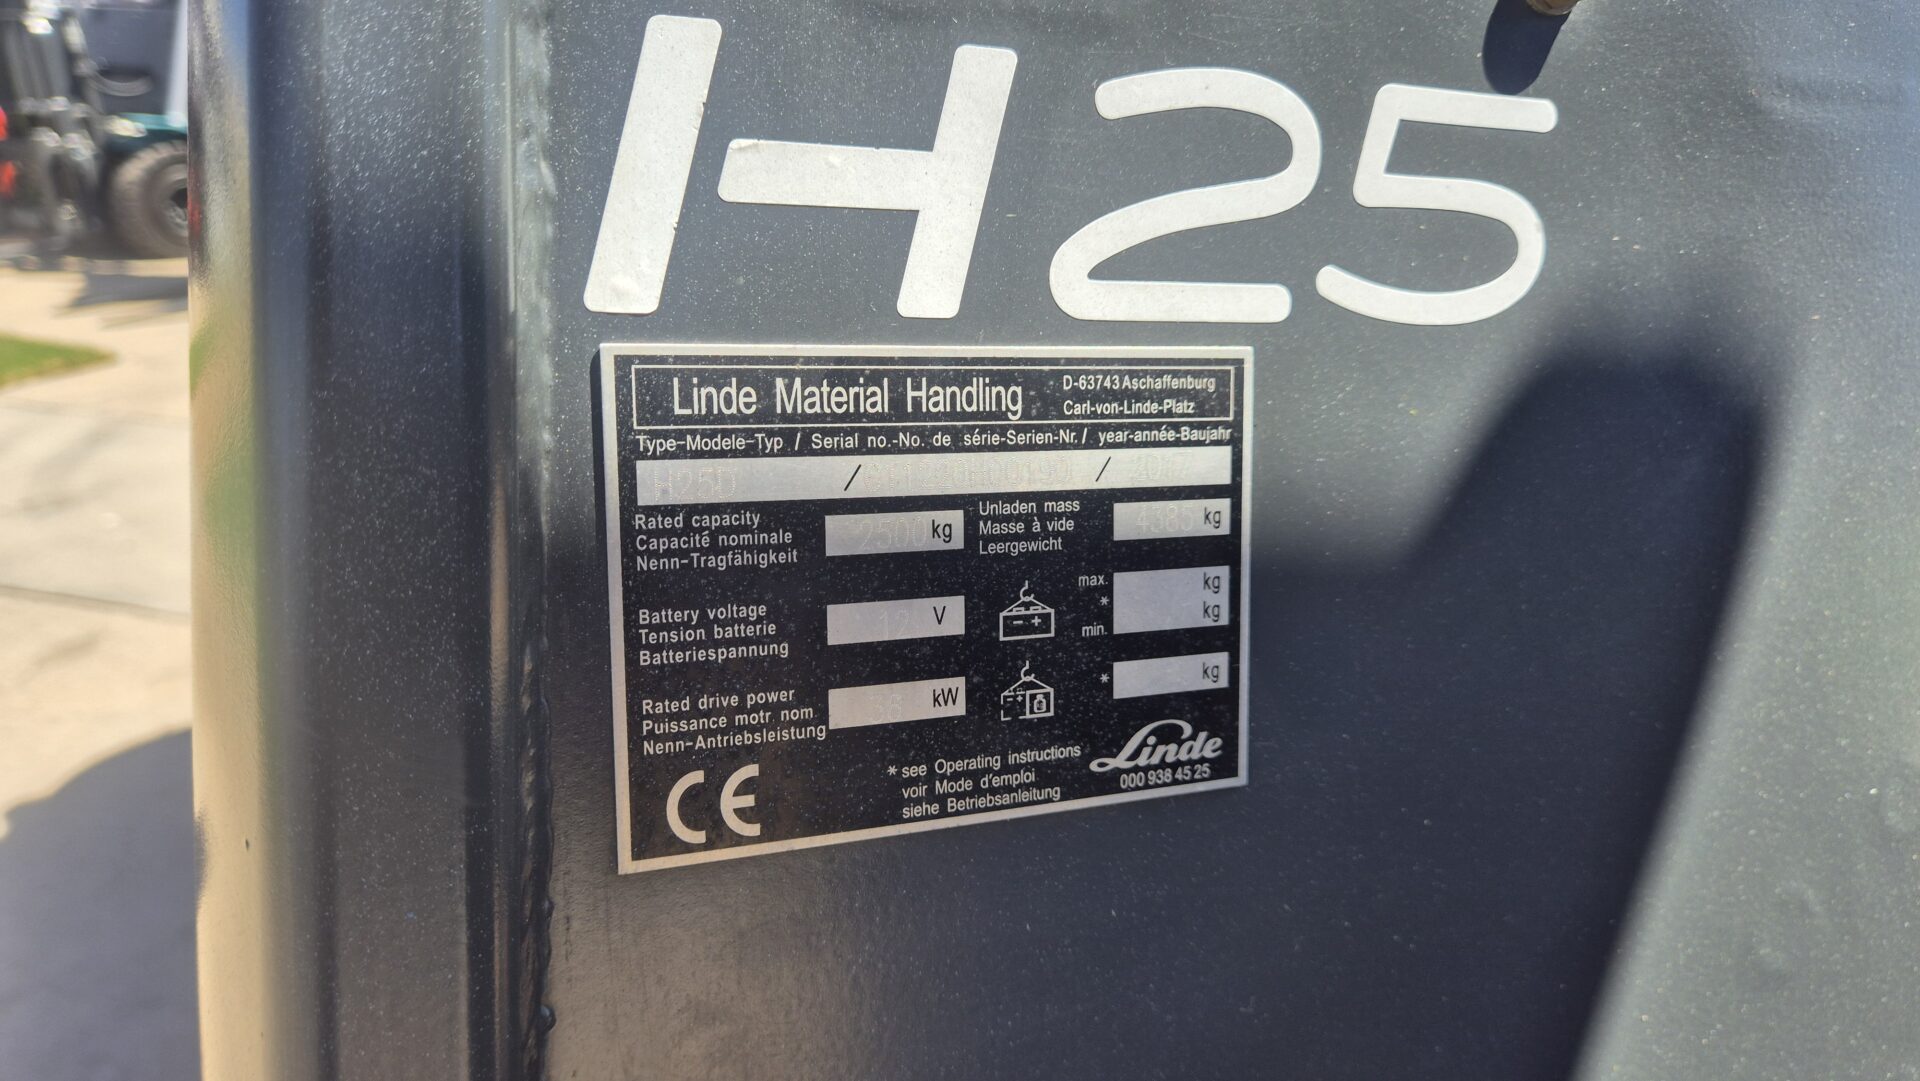 H25
Linde Material Handling
D-63743 Aschaffenburg
Carl-von-Linde-Platz
Type-Modele-Typ / Serial no.-No. de série-Serien-Nr. / year-année-Baujahr
H25D / / 2017
Rated capacity
Capacité nominale
Nenn-Tragfähigkeit
2500 kg
Unladen mass
Masse à vide
Leergewicht
4385 kg
Battery voltage
Tension batterie
Batteriespannung
12 V
- +
max. kg
* kg
min.
Rated drive power
Puissance motr. nom
Nenn-Antriebsleistung
kW
- +
* kg
CE
* see Operating instructions
voir Mode d'emploi
siehe Betriebsanleitung
Linde
000 938 45 25